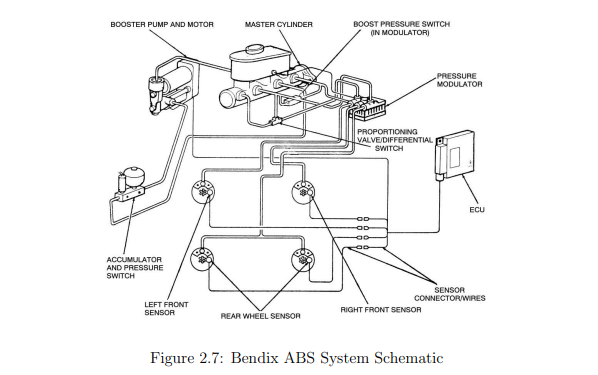 BOOSTER PUMP AND MOTOR
MASTER CYLINDER
BOOST PRESSURE SWITCH
(IN MODULATOR)
PRESSURE
MODULATOR
PROPORTIONING
VALVE/DIFFERENTIAL
SWITCH
ECU
ACCUMULATOR
AND PRESSURE
SWITCH
LEFT FRONT
SENSOR
REAR WHEEL SENSOR
RIGHT FRONT SENSOR
SENSOR
CONNECTOR/WIRES
Figure 2.7: Bendix ABS System Schematic